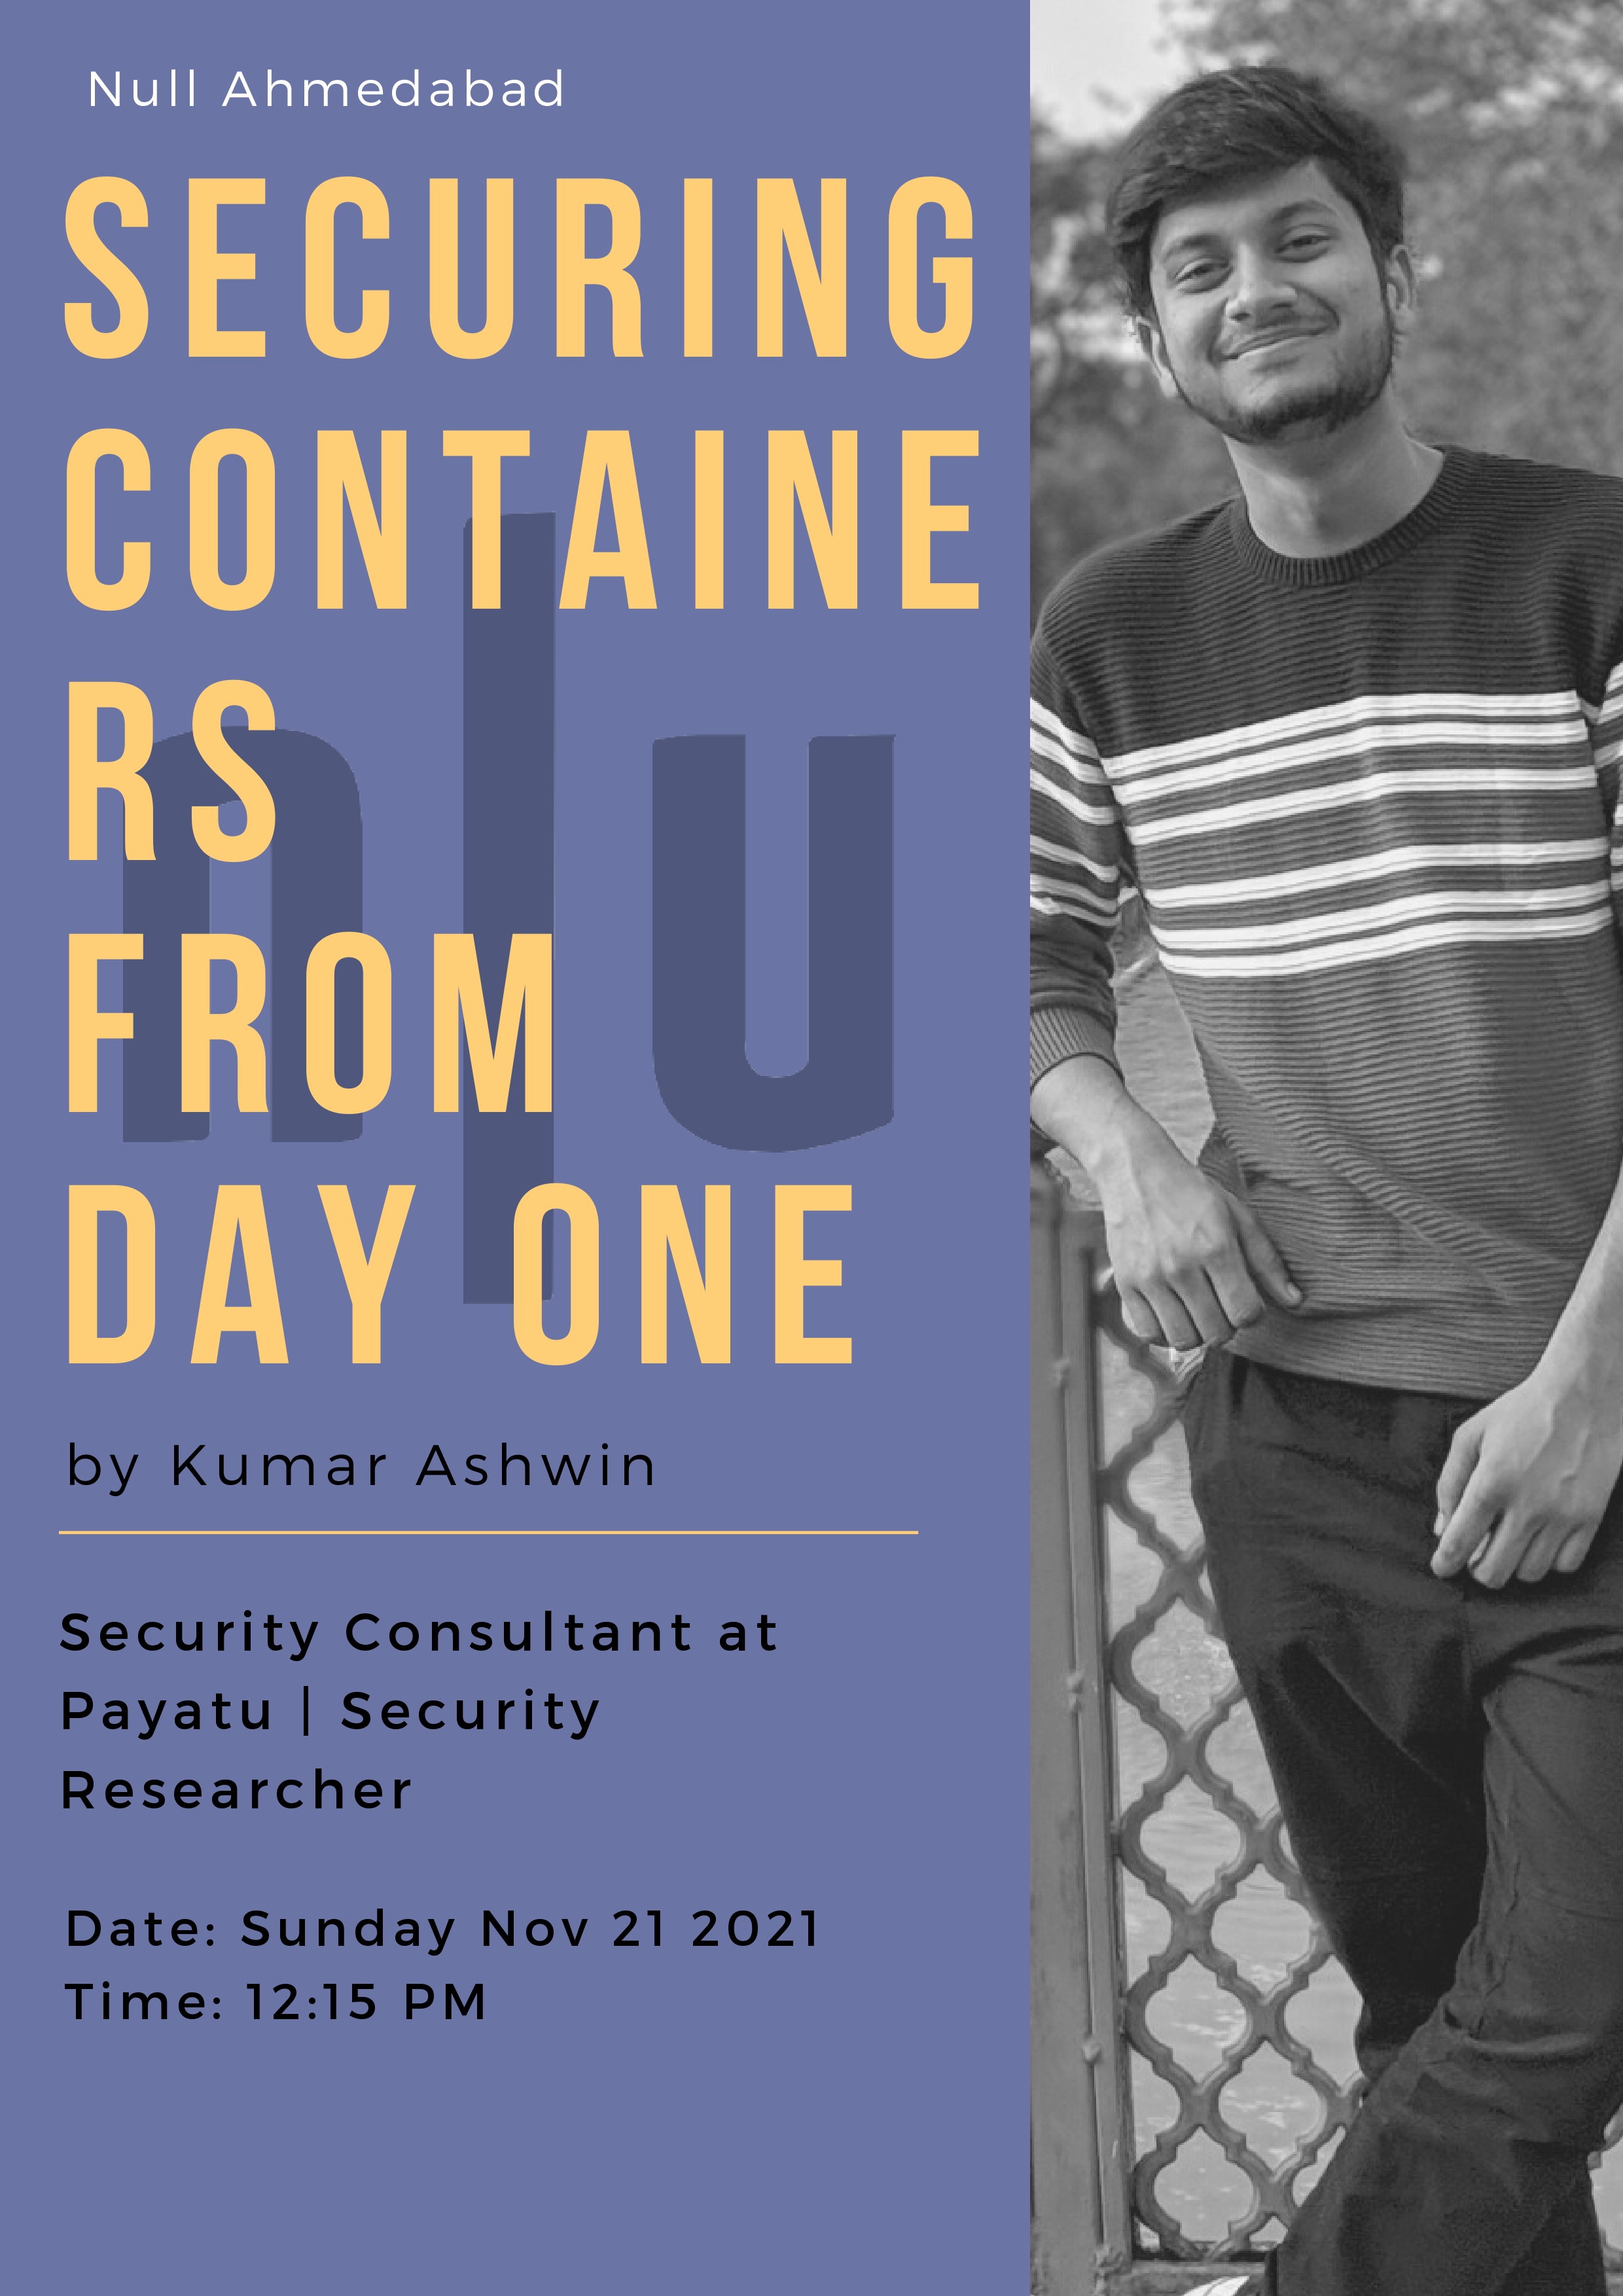 Null Ahmedabad
SECURING
CONTAINE
RS
FROM
DAY ONE
n|u
by Kumar Ashwin
Security Consultant at
Payatu | Security
Researcher
Date: Sunday Nov 21 2021
Time: 12:15 PM